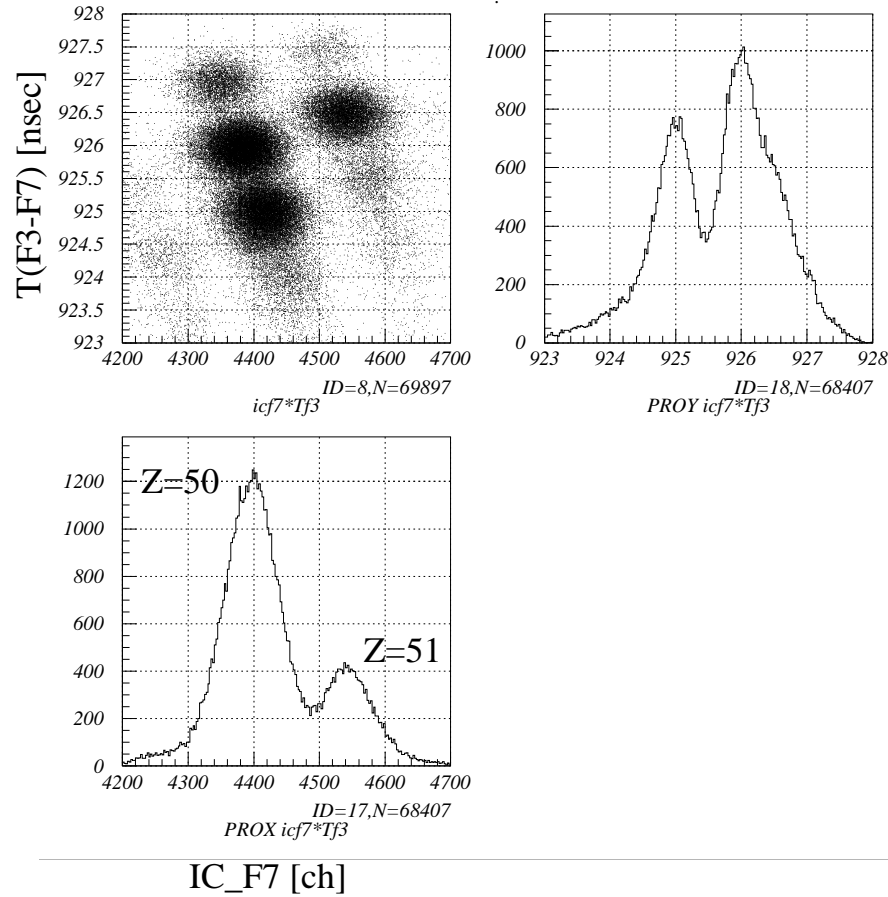 T(F3-F7) [nsec]
928
927.5
927
926.5
926
925.5
925
924.5
924
923.5
923
4200 4300 4400 4500 4600 4700
ID=8,N=69897
icf7*Tf3
1000
800
600
400
200
0
923 924 925 926 927 928
ID=18,N=68407
PROY icf7*Tf3
1200
1000
800
600
400
200
0
Z=50
Z=51
4200 4300 4400 4500 4600 4700
ID=17,N=68407
PROX icf7*Tf3
IC_F7 [ch]